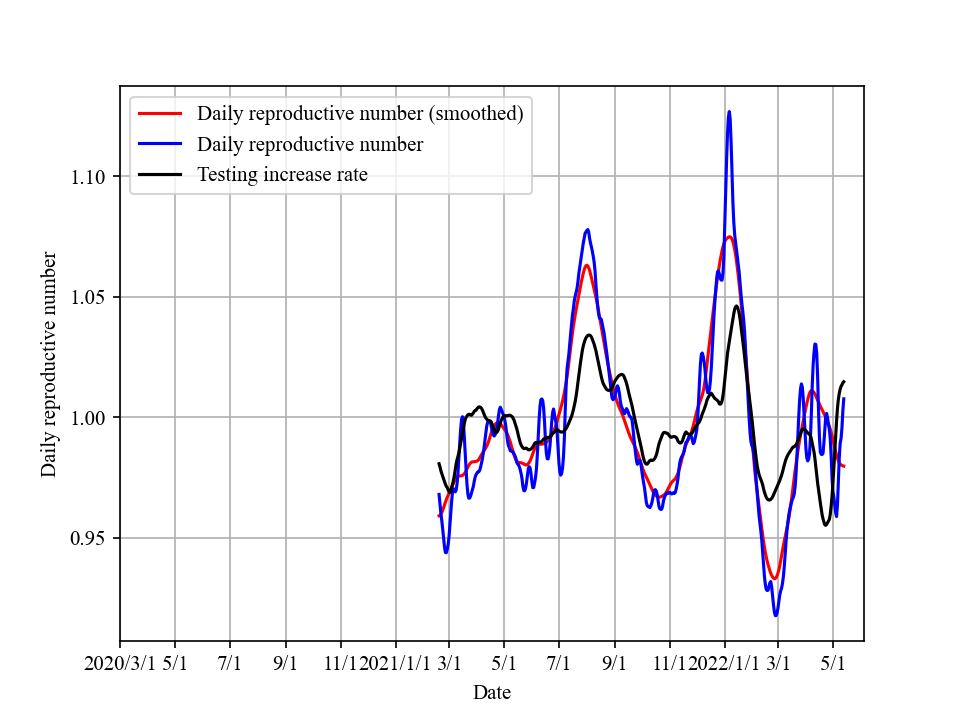 Daily reproductive number (smoothed)
Daily reproductive number
Testing increase rate
Daily reproductive number
1.10
1.05
1.00
0.95
2020/3/1 5/1 7/1 9/1 11/1 2021/1/1 3/1 5/1 7/1 9/1 11/1 2022/1/1 3/1 5/1
Date